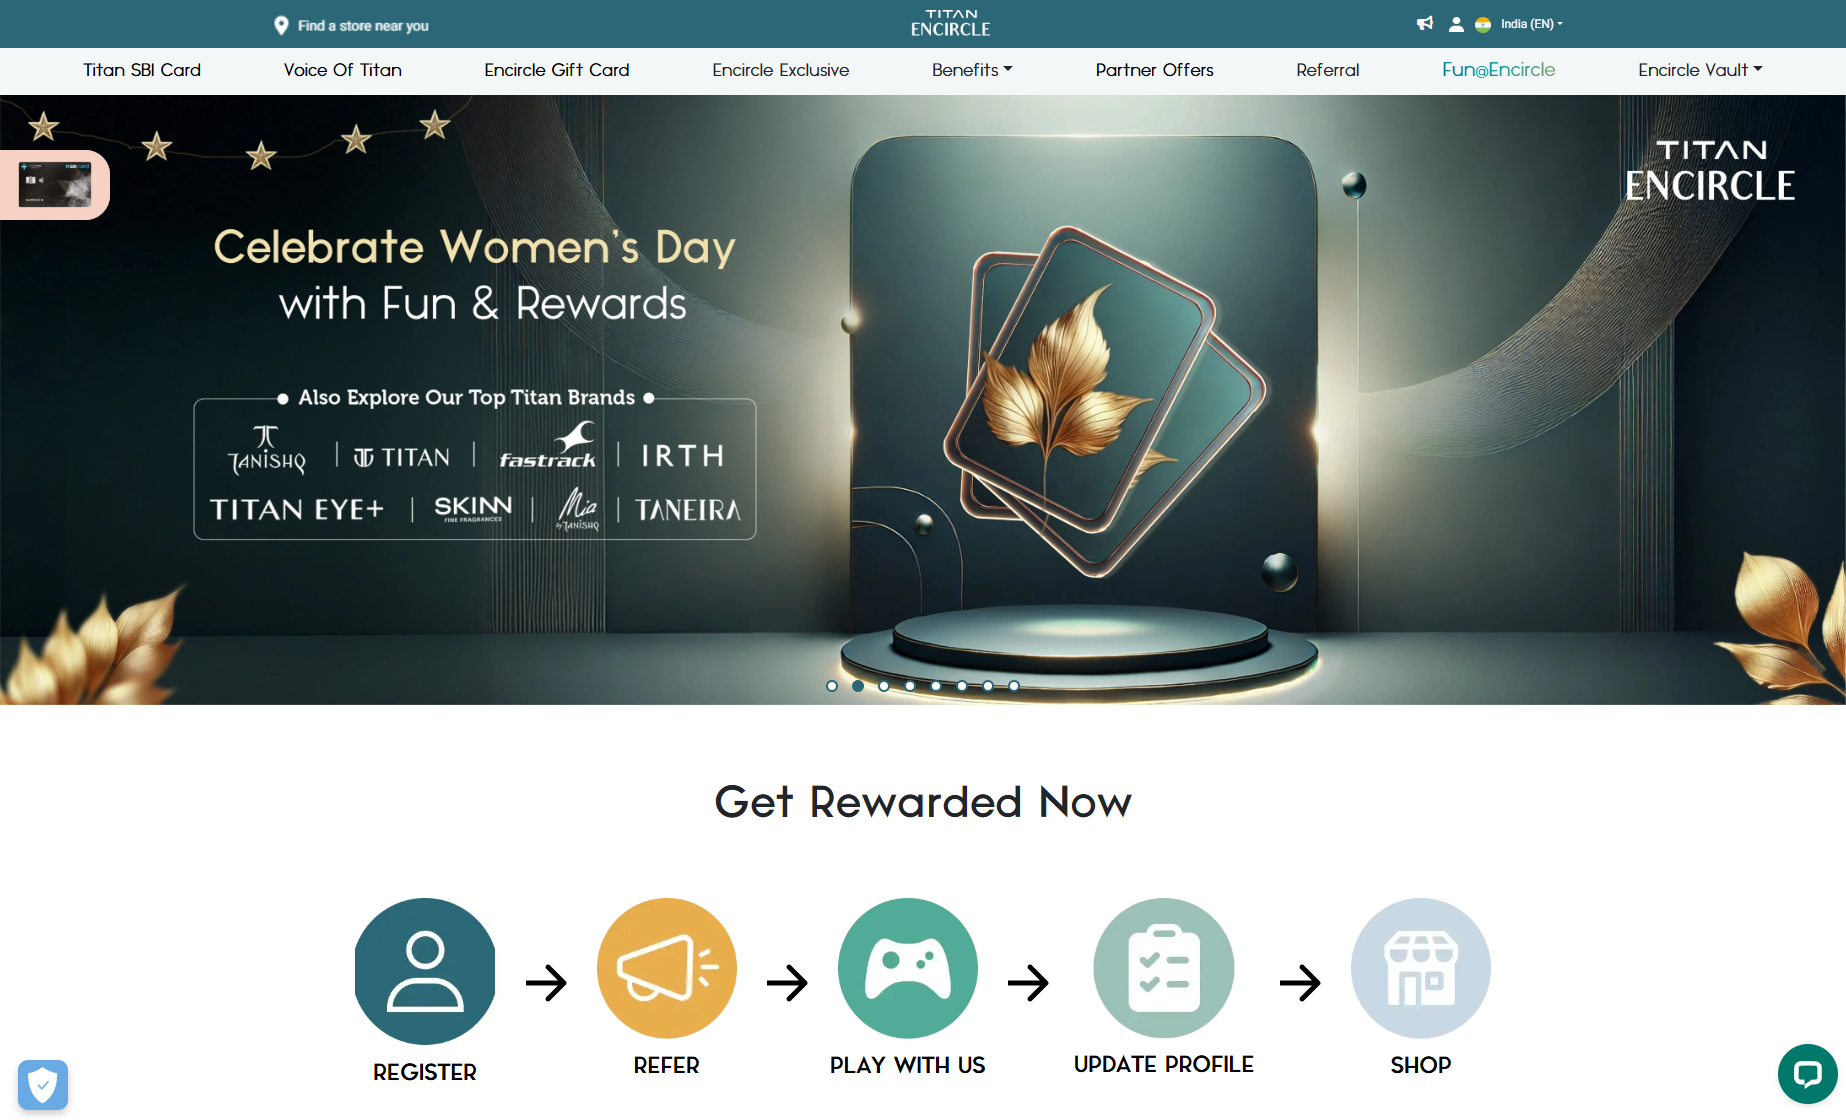 Find a store near you
TITAN
ENCIRCLE
India (EN)
Titan SBI Card
Voice Of Titan
Encircle Gift Card
Encircle Exclusive
Benefits
Partner Offers
Referral
Fun@Encircle
Encircle Vault
TITAN
ENCIRCLE
Celebrate Women's Day
with Fun & Rewards
Also Explore Our Top Titan Brands
TANISHQ
TITAN
fastrack
IRTH
TITAN EYE+
SKINN
FINE FRAGRANCES
Mia
by TANISHQ
TANEIRA
Get Rewarded Now
REGISTER
REFER
PLAY WITH US
UPDATE PROFILE
SHOP